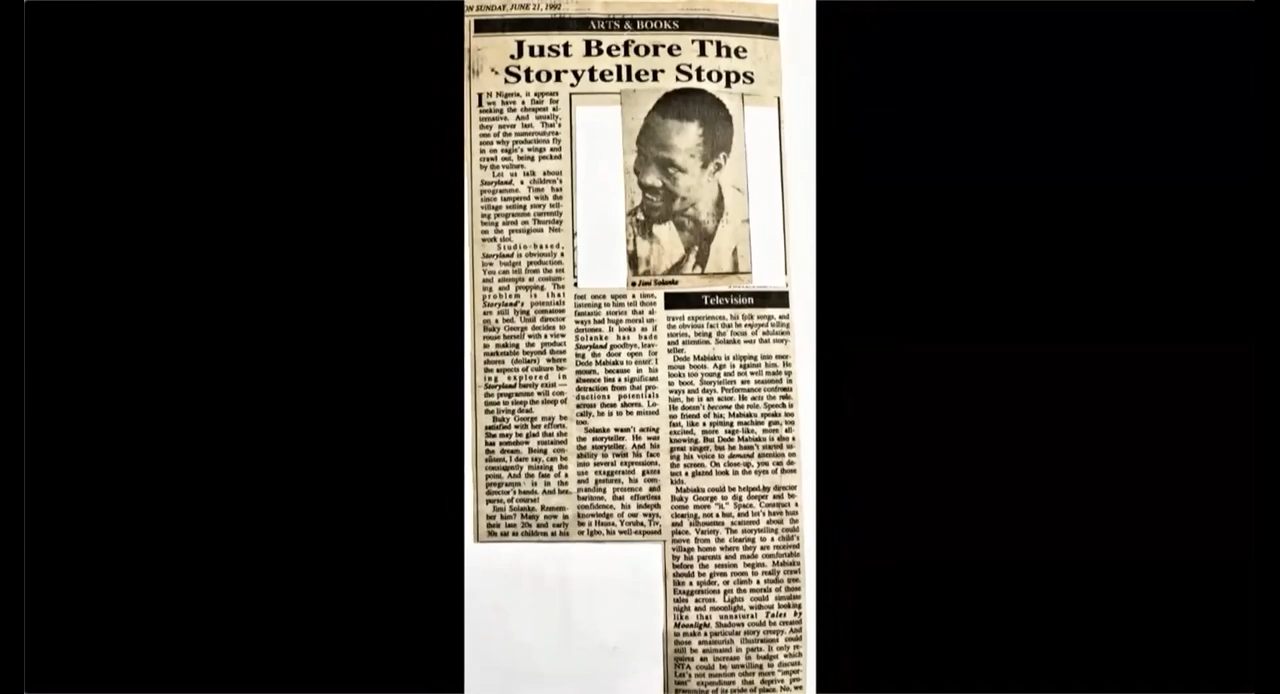 ON SUNDAY, JUNE 21, 1992
ARTS & BOOKS
Just Before The
Storyteller Stops
IN Nigeria, it appears
we have a flair for
seeking the cheapest al-
ternative. And usually,
they never last. That's
one of the numerous rea-
sons why productions fly
in on eagle's wings and
crawl out, being pecked
by the vulture.
Let us talk about
Storyland, a children's
programme. Time has
since tampered with the
village setting story tell-
ing programme currently
being aired on Thursday
on the prestigious Net-
work slot.
Studio-based,
Storyland is obviously a
low budget production.
You can tell from the set
and attempts at costum-
ing and propping. The
problem is that
Storyland's potentials
are still lying comatose
on a bed. Until director
Buky George decides to
rouse herself with a view
to making the product
marketable beyond these
shores (dollars) where
the aspects of culture be-
ing explored in
Storyland barely exist —
the programme will con-
tinue to sleep the sleep of
the living dead.
Buky George may be
satisfied with her efforts.
She may be glad that she
has somehow sustained
the dream. Being con-
sistent, I dare say, can be
consistently missing the
point. And the fate of a
programme is in the
director's hands. And her
purse, of course!
Jimi Solanke. Remem-
ber him? Many now in
their late 20s and early
30s sat as children at his
● Jimi Solanke
feet once upon a time,
listening to him tell those
fantastic stories that al-
ways had huge moral un-
dertones. It looks as if
Solanke has bade
Storyland goodbye, leav-
ing the door open for
Dede Mabiaku to enter. I
mourn, because in his
absence lies a significant
detraction from that pro-
ductions potentials
across these shores. Lo-
cally, he is to be missed
too.
Solanke wasn't acting
the storyteller. He was
the storyteller. And his
ability to twist his face
into several expressions,
use exaggerated gazes
and gestures, his com-
manding presence and
baritone, that effortless
confidence, his indepth
knowledge of our ways,
be it Hausa, Yoruba, Tiv,
or Igbo, his well-exposed
Television
travel experiences, his folk songs, and
the obvious fact that he enjoyed telling
stories, being the focus of adulation
and attention. Solanke was that story-
teller.
Dede Mabiaku is slipping into enor-
mous boots. Age is against him. He
looks too young and not well made up
to boot. Storytellers are seasoned in
ways and days. Performance confronts
him, he is an actor. He acts the role.
He doesn't become the role. Speech is
no friend of his; Mabiaku speaks too
fast, like a spining machine gun, too
excited, more sage-like, more all-
knowing. But Dede Mabiaku is also a
great singer, but he hasn't started us-
ing his voice to demand attention on
the screen. On close-up, you can de-
tect a glazed look in the eyes of those
kids.
Mabiaku could be helped by director
Buky George to dig deeper and be-
come more "it." Space. Construct a
clearing, not a hut, and let's have huts
and silhouettes scattered about the
place. Variety. The storytelling could
move from the clearing to a child's
village home where they are received
by his parents and made comfortable
before the session begins. Mabiaku
should be given room to really crawl
like a spider, or climb a studio tree.
Exaggerations get the morals of those
tales across. Lights could simulate
night and moonlight, without looking
like that unnatural Tales by
Moonlight. Shadows could be created
to make a particular story creepy. And
those amateurish illustrations could
still be animated in parts. It only re-
quires an increase in budget which
NTA could be unwilling to discuss.
Let's not mention other more "impor-
tant" expenditure that deprive pro-
gramming of its pride of place. No, we